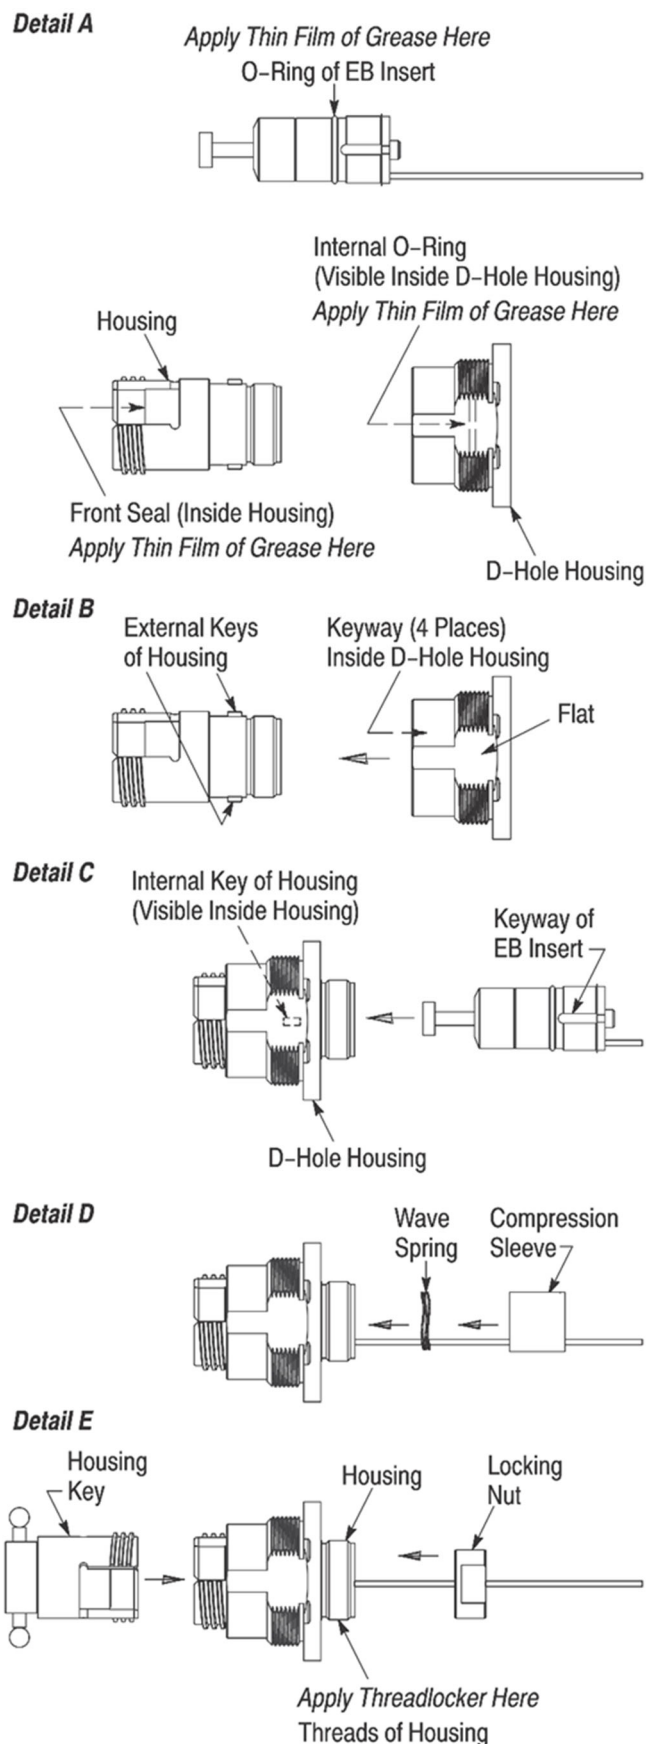 Detail A
Apply Thin Film of Grease Here
O-Ring of EB Insert
Internal O-Ring
(Visible Inside D-Hole Housing)
Apply Thin Film of Grease Here
Housing
Front Seal (Inside Housing)
Apply Thin Film of Grease Here
D-Hole Housing
Detail B
External Keys
of Housing
Keyway (4 Places)
Inside D-Hole Housing
Flat
Detail C
Internal Key of Housing
(Visible Inside Housing)
Keyway of
EB Insert
D-Hole Housing
Detail D
Wave
Spring
Compression
Sleeve
Detail E
Housing
Key
Housing
Locking
Nut
Apply Threadlocker Here
Threads of Housing